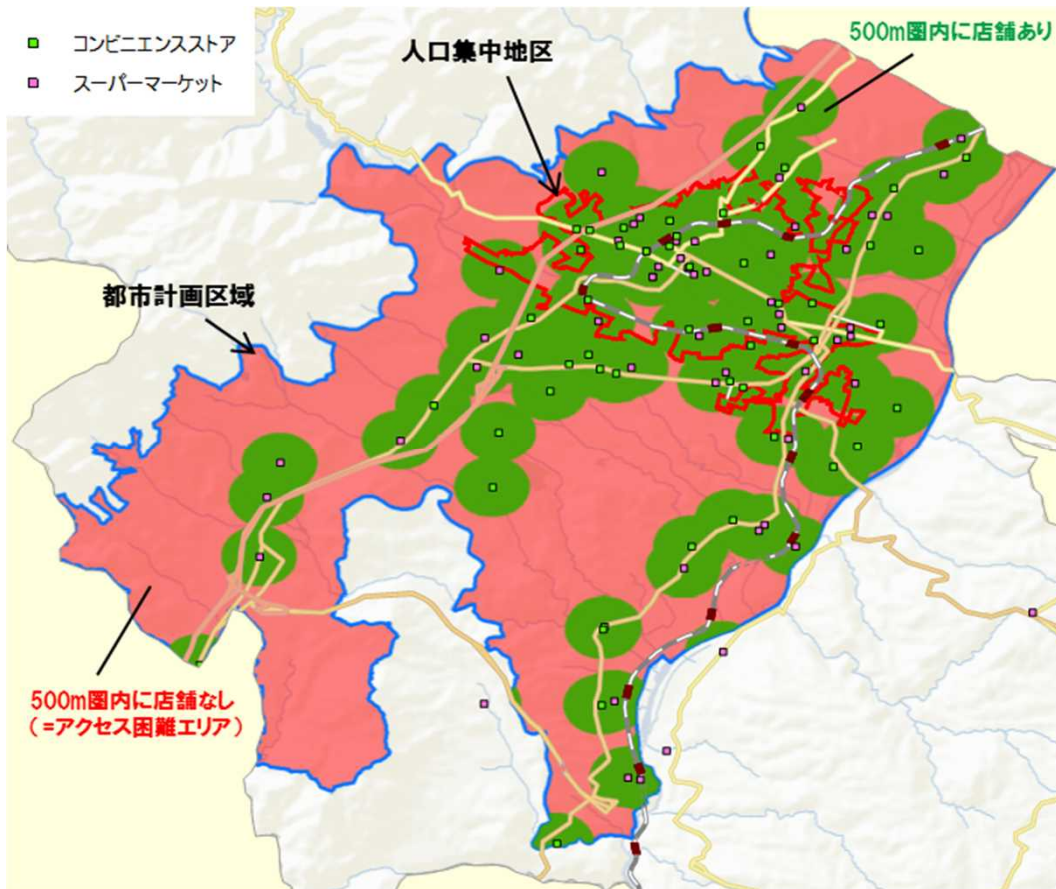 コンビニエンスストア
スーパーマーケット
人口集中地区
500m圏内に店舗あり
都市計画区域
500m圏内に店舗なし
(=アクセス困難エリア)